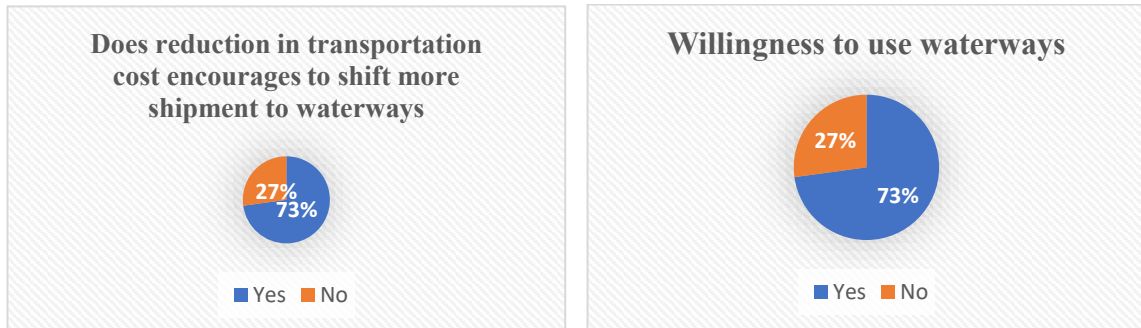 Does reduction in transportation
cost encourages to shift more
shipment to waterways
27%
73%
Yes No
Willingness to use waterways
27%
73%
Yes No